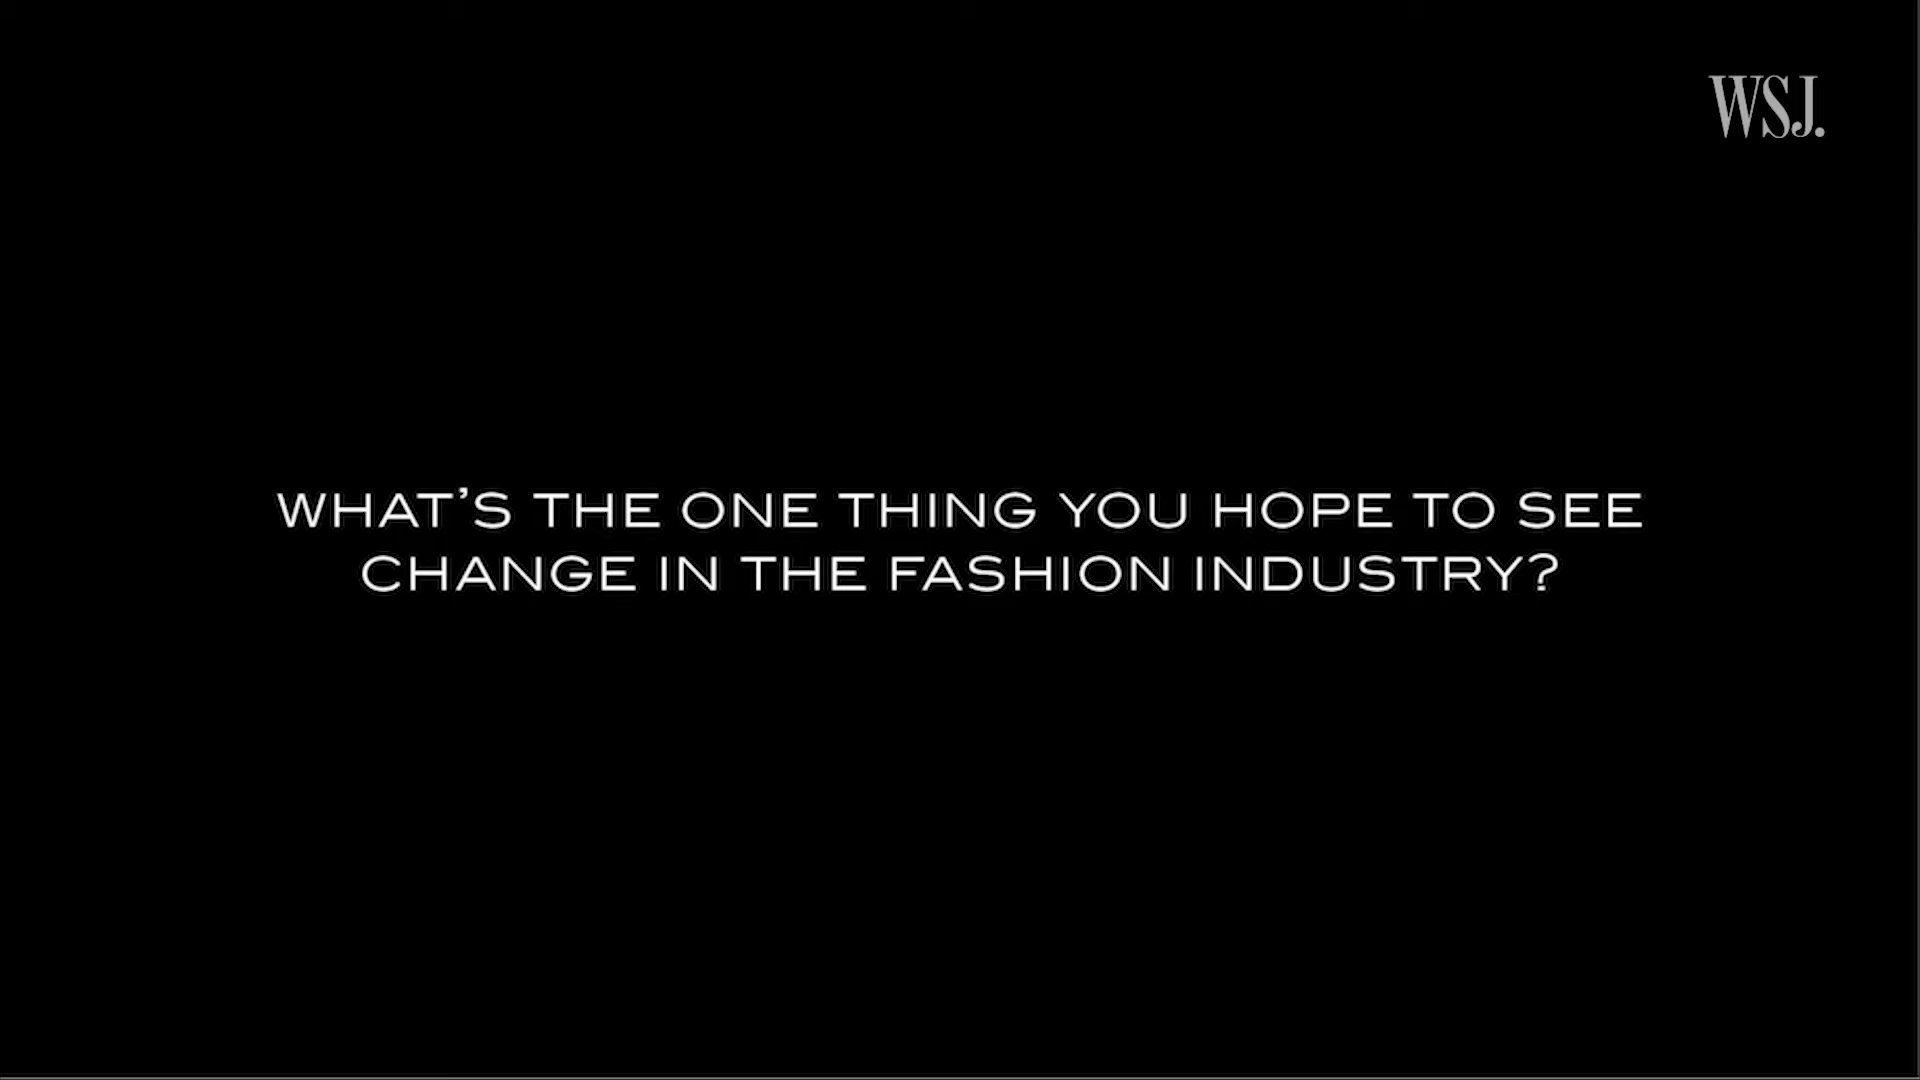 WSJ.
WHAT'S THE ONE THING YOU HOPE TO SEE
CHANGE IN THE FASHION INDUSTRY?